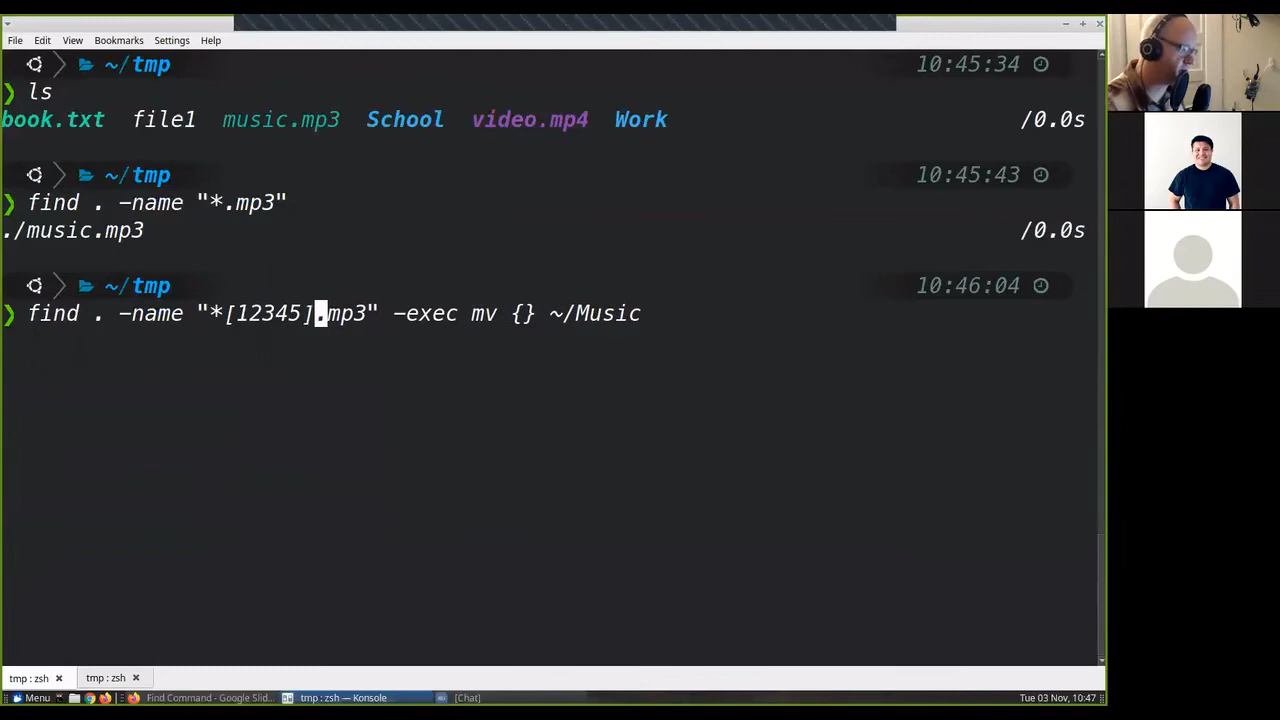 File Edit View Bookmarks Settings Help
~/tmp 10:45:34
❯ ls
book.txt file1 music.mp3 School video.mp4 Work /0.0s
~/tmp 10:45:43
❯ find . -name "*.mp3"
./music.mp3 /0.0s
~/tmp 10:46:04
❯ find . -name "*[12345].mp3" -exec mv {} ~/Music
tmp : zsh tmp : zsh
Menu Find Command - Google Slid... tmp : zsh — Konsole [Chat] Tue 03 Nov, 10:47